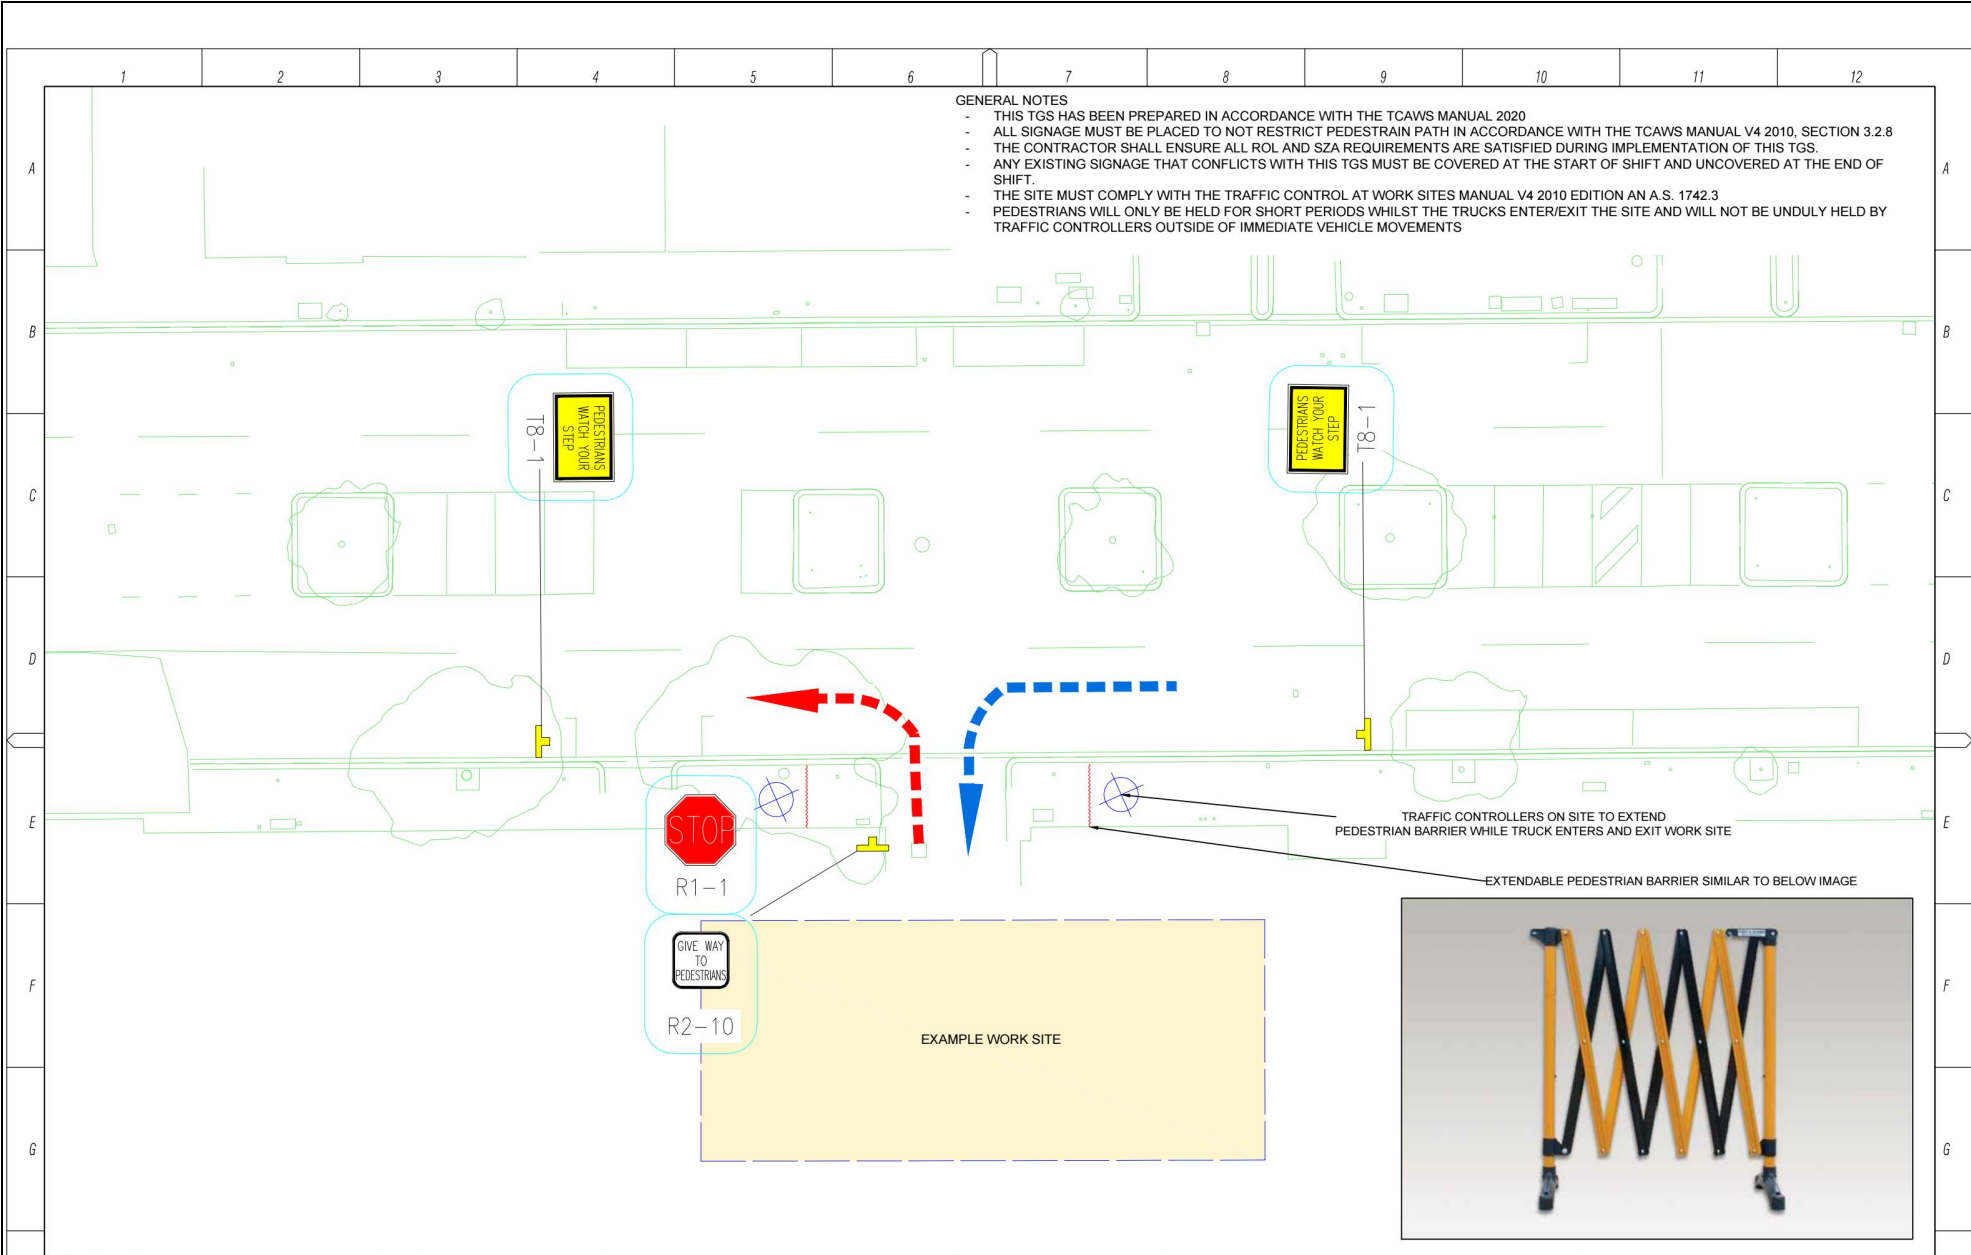 1 2 3 4 5 6 7 8 9 10 11 12
GENERAL NOTES
- THIS TGS HAS BEEN PREPARED IN ACCORDANCE WITH THE TCAWS MANUAL 2020
- ALL SIGNAGE MUST BE PLACED TO NOT RESTRICT PEDESTRAIN PATH IN ACCORDANCE WITH THE TCAWS MANUAL V4 2010, SECTION 3.2.8
- THE CONTRACTOR SHALL ENSURE ALL ROL AND SZA REQUIREMENTS ARE SATISFIED DURING IMPLEMENTATION OF THIS TGS.
- ANY EXISTING SIGNAGE THAT CONFLICTS WITH THIS TGS MUST BE COVERED AT THE START OF SHIFT AND UNCOVERED AT THE END OF
SHIFT.
- THE SITE MUST COMPLY WITH THE TRAFFIC CONTROL AT WORK SITES MANUAL V4 2010 EDITION AN A.S. 1742.3
- PEDESTRIANS WILL ONLY BE HELD FOR SHORT PERIODS WHILST THE TRUCKS ENTER/EXIT THE SITE AND WILL NOT BE UNDULY HELD BY
TRAFFIC CONTROLLERS OUTSIDE OF IMMEDIATE VEHICLE MOVEMENTS
A A
B B
T8-1
PEDESTRIANS
WATCH YOUR
STEP
PEDESTRIANS
WATCH YOUR
STEP
T8-1
C C
D D
E E
STOP
R1-1
TRAFFIC CONTROLLERS ON SITE TO EXTEND
PEDESTRIAN BARRIER WHILE TRUCK ENTERS AND EXIT WORK SITE
EXTENDABLE PEDESTRIAN BARRIER SIMILAR TO BELOW IMAGE
GIVE WAY
TO
PEDESTRIANS
R2-10
F F
EXAMPLE WORK SITE
G G